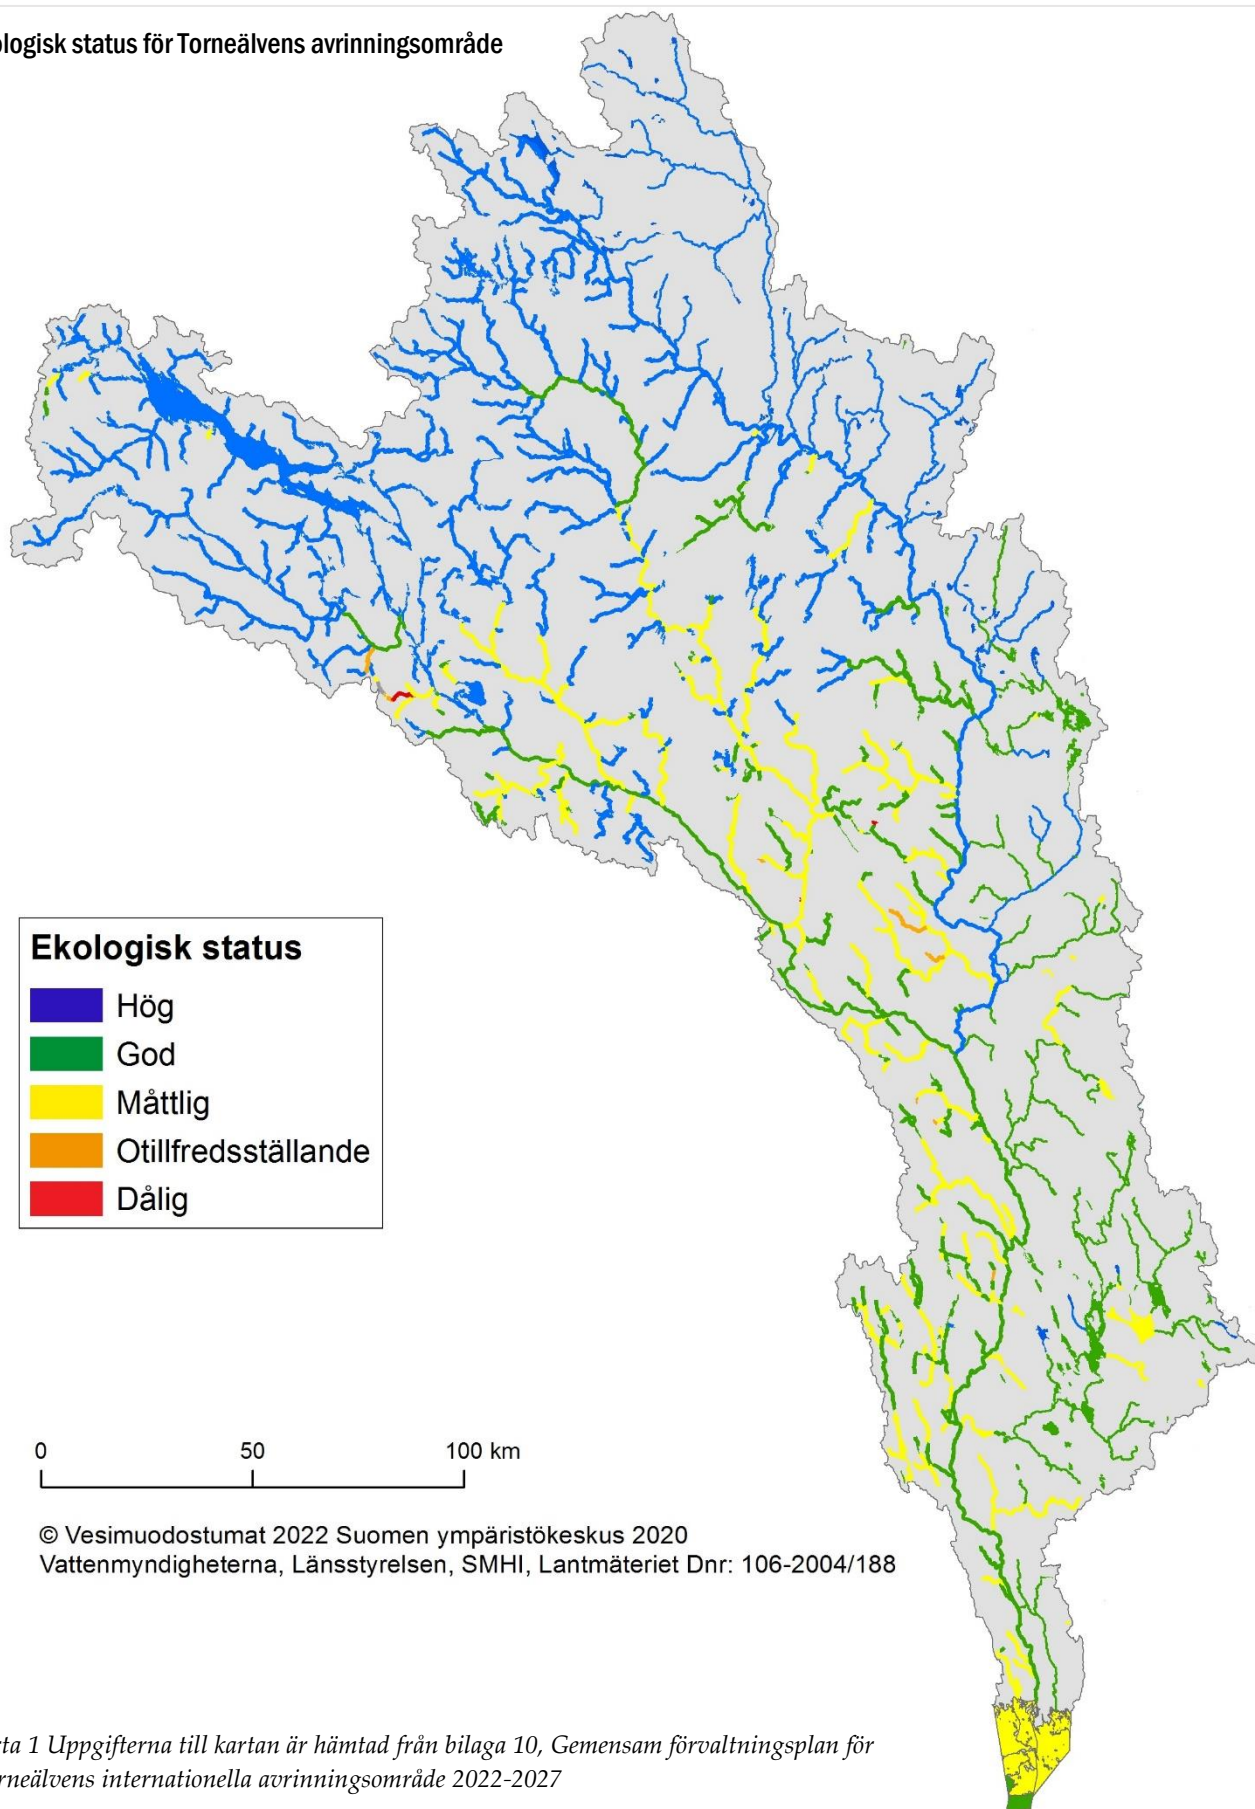 ologisk status för Torneälvens avrinningsområde
Ekologisk status
Hög
God
Måttlig
Otillfredsställande
Dålig
0 50 100 km
© Vesimuodostumat 2022 Suomen ympäristökeskus 2020
Vattenmyndigheterna, Länsstyrelsen, SMHI, Lantmäteriet Dnr: 106-2004/188
rta 1 Uppgifterna till kartan är hämtad från bilaga 10, Gemensam förvaltningsplan för
rneälvens internationella avrinningsområde 2022-2027